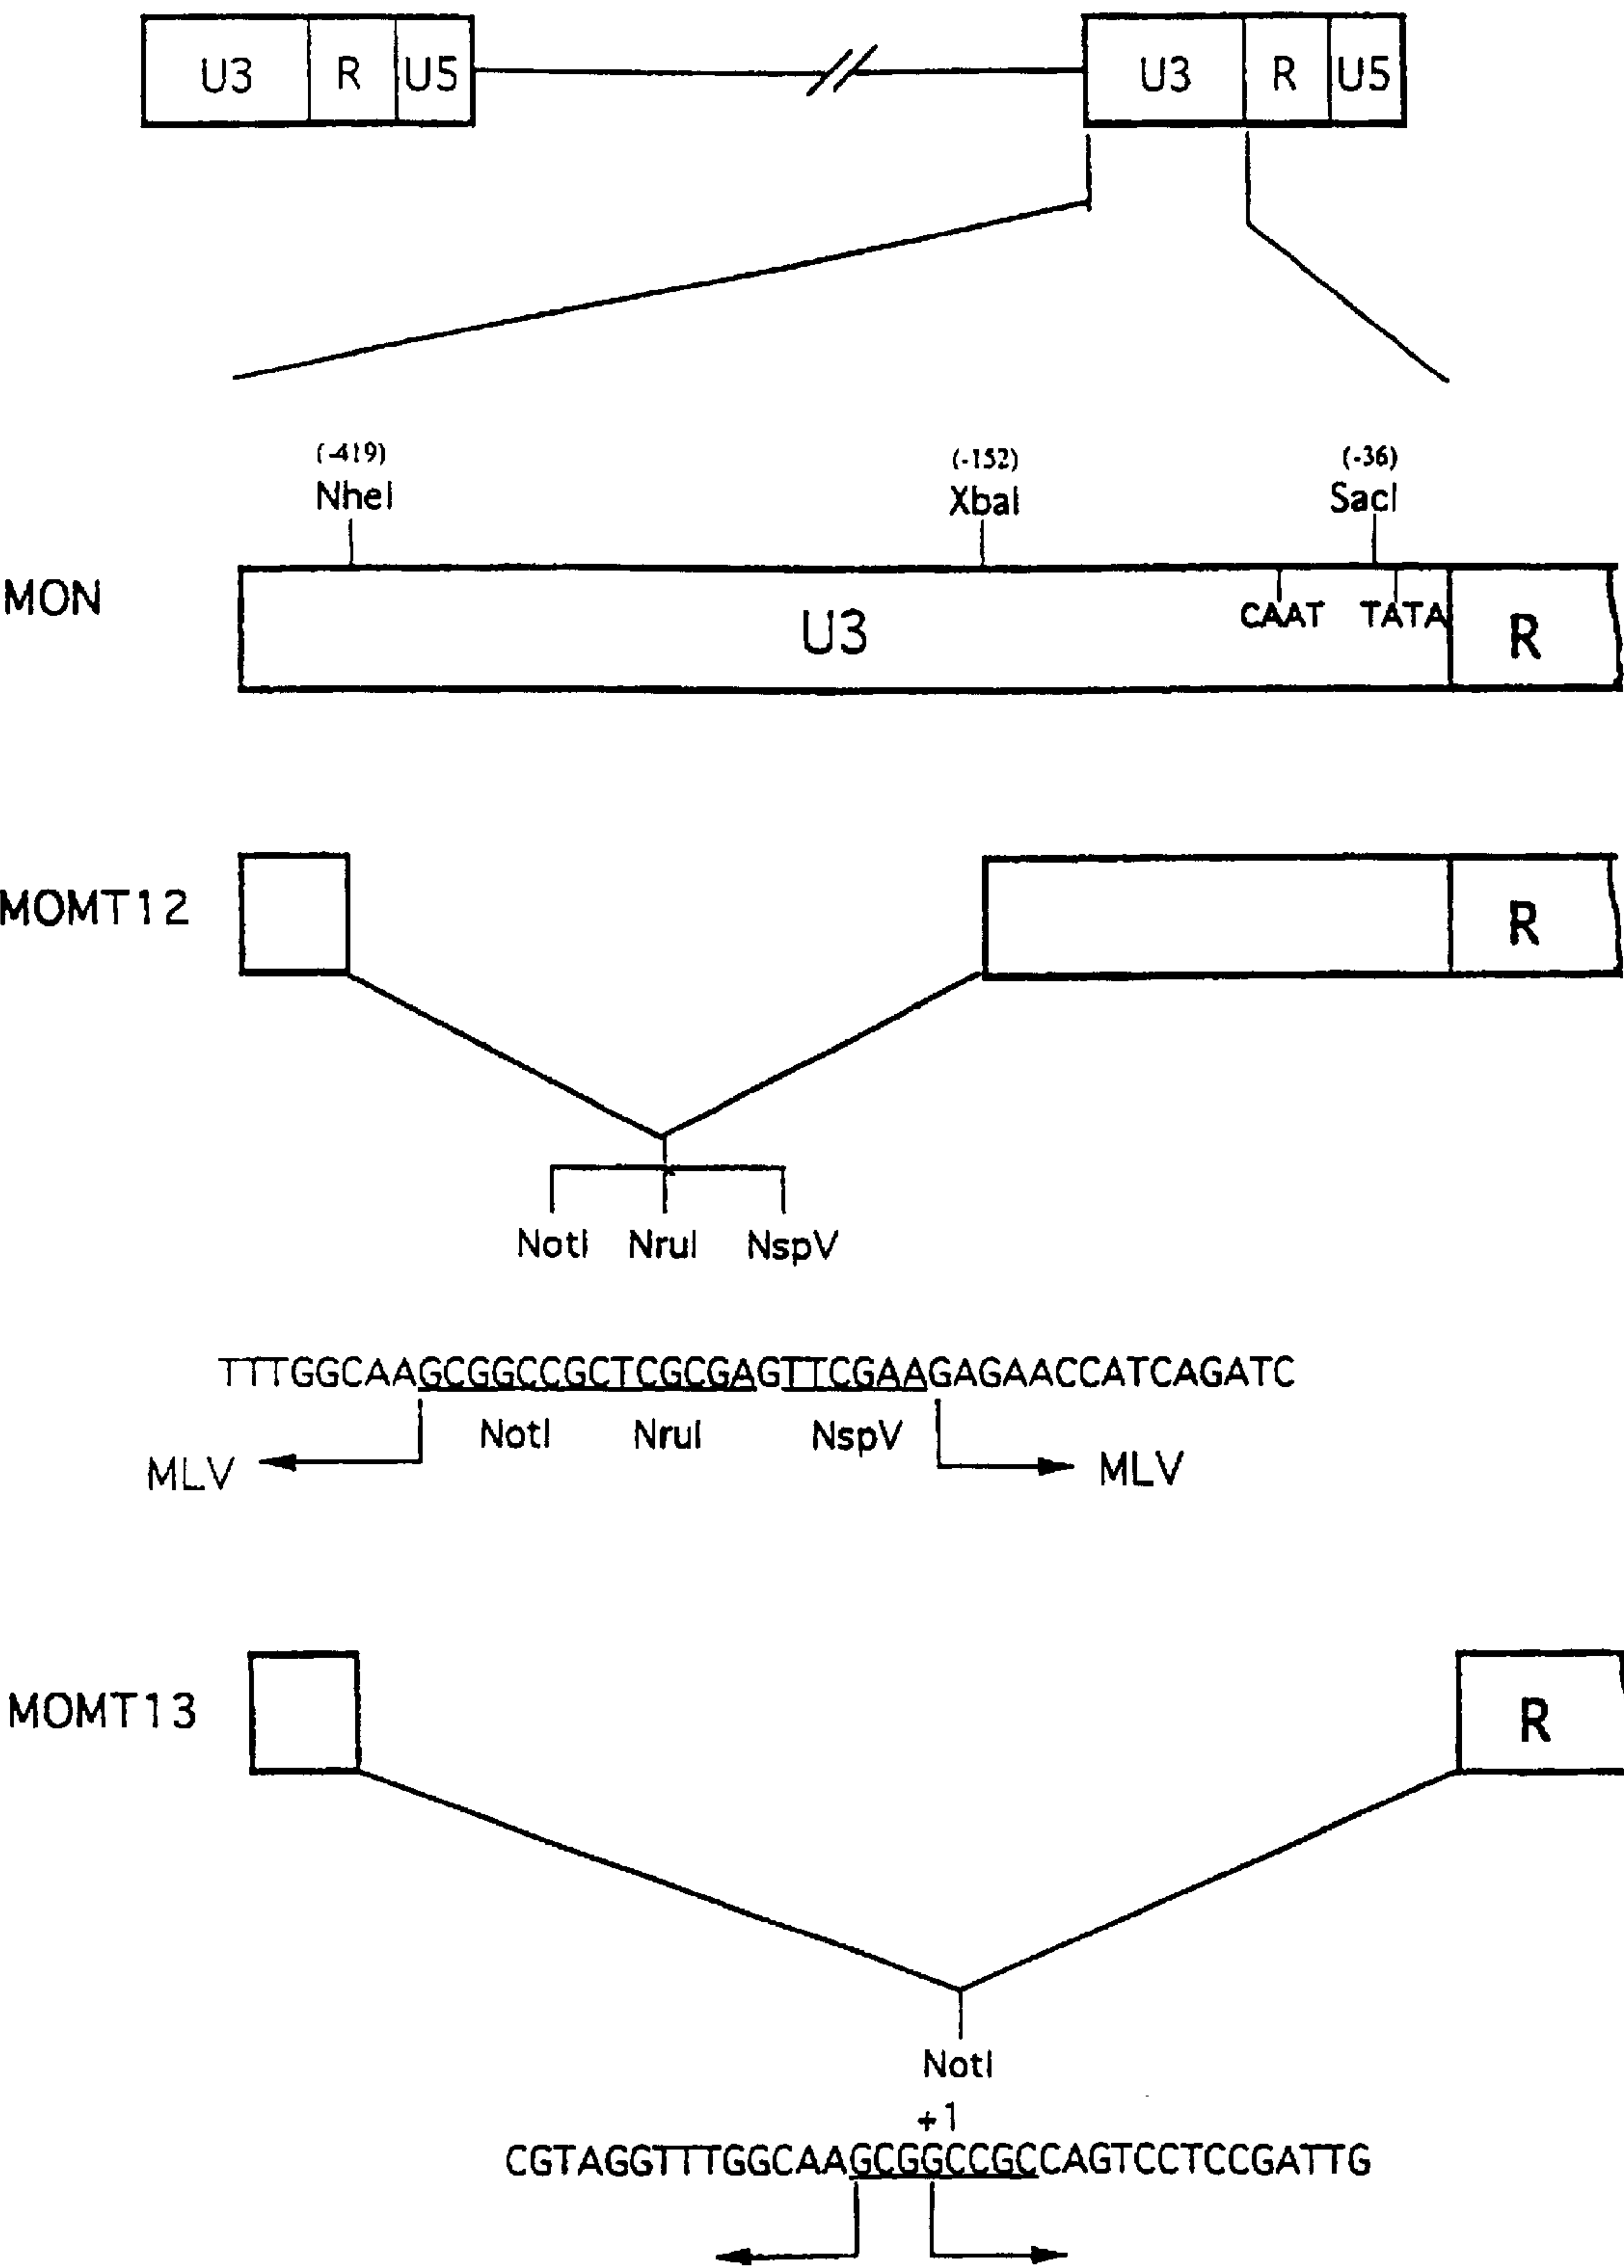 U3 R U5 U3 R U5
(-419) (-152) (-36)
NheI XbaI SacI
MON
CAAT TATA
U3 R
MOMT12
R
NotI NruI NspV
TTTGGCAAGCGGCCGCTCGCGAGTTCGAAGAGAACCATCAGATC
NotI NruI NspV
MLV MLV
MOMT13
R
NotI
+1
CGTAGGTTTGGCAAGCGGCCGCCAGTCCTCCGATTG